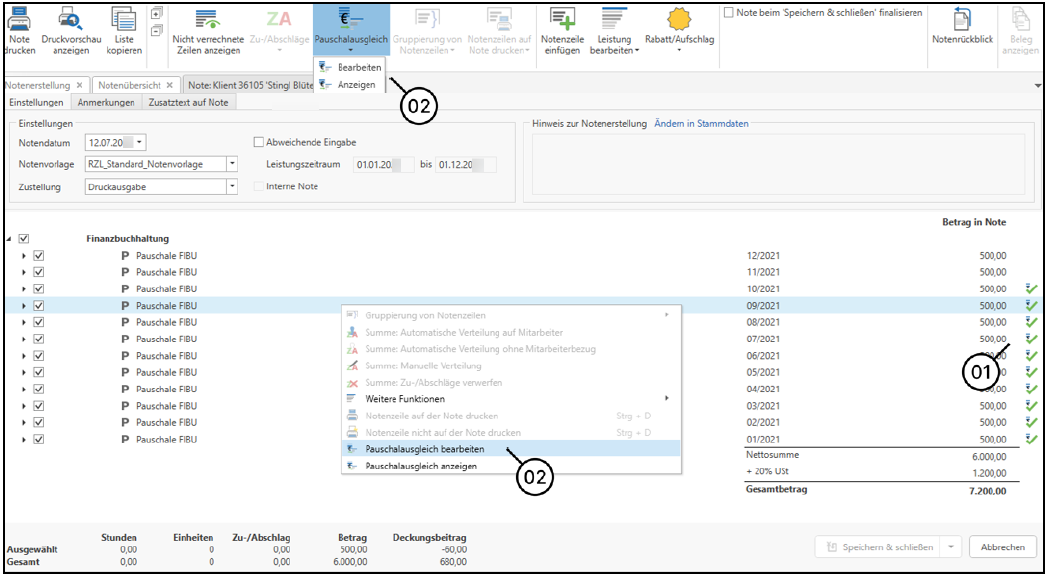 Note drucken
Druckvorschau anzeigen
Liste kopieren
Nicht verrechnete Zeilen anzeigen
ZA
Zu-/Abschläge
€
Pauschalausgleich
Gruppierung von Notenzeilen
Notenzeilen auf Note drucken
Notenzeile einfügen
Leistung bearbeiten
Rabatt/Aufschlag
Note beim 'Speichern & schließen' finalisieren
Notenrückblick
Beleg anzeigen
Bearbeiten
Anzeigen
02
Notenerstellung × Notenübersicht × Note: Klient 36105 'Stingl Blüte
Einstellungen Anmerkungen Zusatztext auf Note
Einstellungen
Hinweis zur Notenerstellung Ändern in Stammdaten
Notendatum 12.07.20 Abweichende Eingabe
Notenvorlage RZL_Standard_Notenvorlage Leistungszeitraum 01.01.20 bis 01.12.20
Zustellung Druckausgabe Interne Note
Betrag in Note
Finanzbuchhaltung
P Pauschale FIBU 12/2021 500,00
P Pauschale FIBU 11/2021 500,00
P Pauschale FIBU 10/2021 500,00
P Pauschale FIBU 09/2021 500,00
P Pauschale FIBU 08/2021 500,00
P Pauschale FIBU 07/2021 500,00
P Pauschale FIBU 06/2021
P Pauschale FIBU 05/2021
P Pauschale FIBU 04/2021
P Pauschale FIBU 03/2021 500,00
P Pauschale FIBU 02/2021 500,00
P Pauschale FIBU 01/2021 500,00
01
Gruppierung von Notenzeilen
Summe: Automatische Verteilung auf Mitarbeiter
Summe: Automatische Verteilung ohne Mitarbeiterbezug
Summe: Manuelle Verteilung
Summe: Zu-/Abschläge verwerfen
Weitere Funktionen
Notenzeile auf der Note drucken Strg + D
Notenzeile nicht auf der Note drucken Strg + D
Pauschalausgleich bearbeiten
Pauschalausgleich anzeigen
02
Nettosumme 6.000,00
+ 20% USt 1.200,00
Gesamtbetrag 7.200,00
Stunden Einheiten Zu-/Abschlag Betrag Deckungsbeitrag
Ausgewählt 0,00 0 0,00 500,00 -60,00
Gesamt 0,00 0 0,00 6.000,00 680,00
Speichern & schließen
Abbrechen